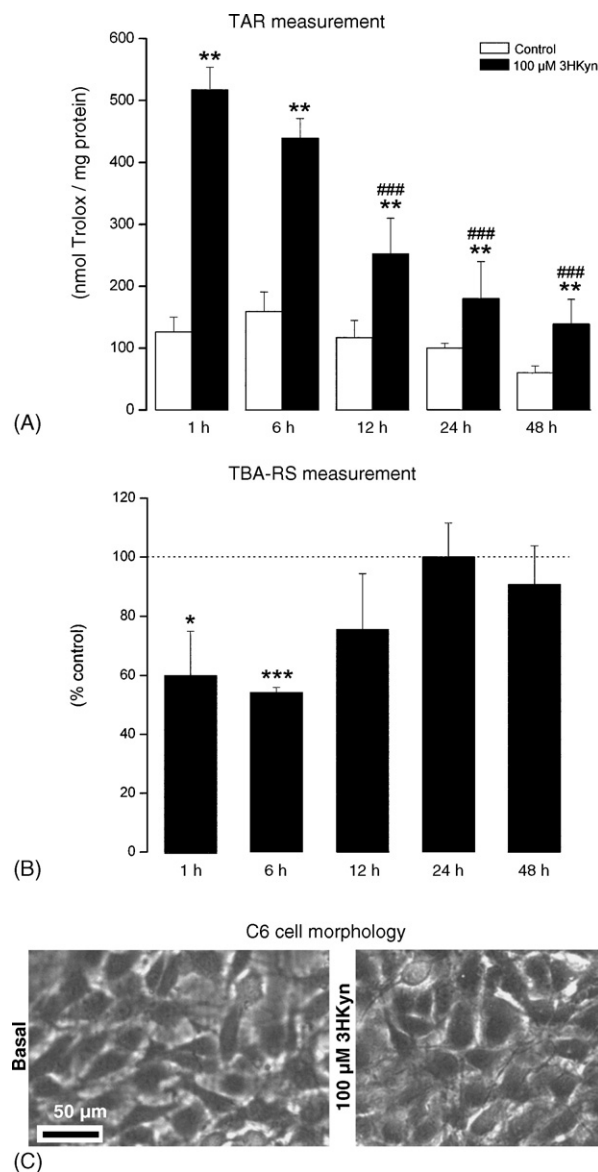 TAR measurement
(nmol Trolox / mg protein)
600
500
400
300
200
100
0
Control
100 µM 3HKyn
**
**
###
**
###
**
###
**
1 h
6 h
12 h
24 h
48 h
(A)
TBA-RS measurement
(% control)
120
100
80
60
40
20
0
*
***
1 h
6 h
12 h
24 h
48 h
(B)
C6 cell morphology
Basal
50 µm
100 µM 3HKyn
(C)